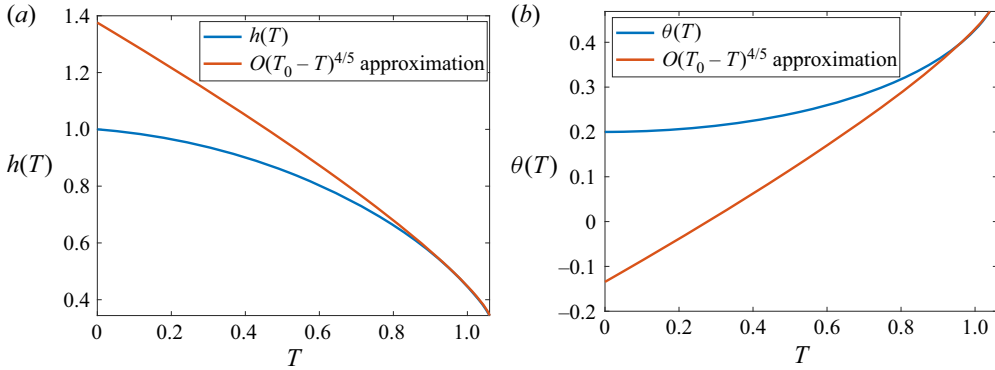 (a)
1.4
1.2
1.0
0.8
0.6
0.4
h(T)
h(T)
O(T₀ – T)⁴/⁵ approximation
0 0.2 0.4 0.6 0.8 1.0
T
(b)
0.4
0.3
0.2
0.1
0
–0.1
–0.2
θ(T)
θ(T)
O(T₀ – T)⁴/⁵ approximation
0 0.2 0.4 0.6 0.8 1.0
T